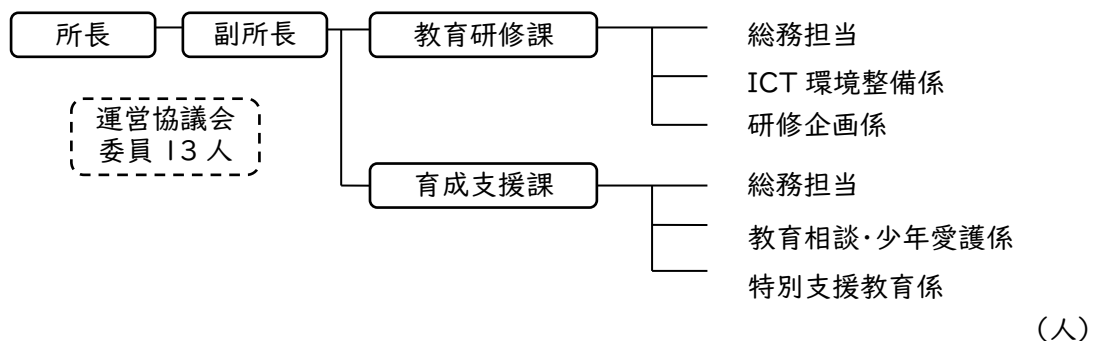 所長
副所長
教育研修課
総務担当
ICT 環境整備係
研修企画係
運営協議会
委員 13 人
育成支援課
総務担当
教育相談・少年愛護係
特別支援教育係
（人）